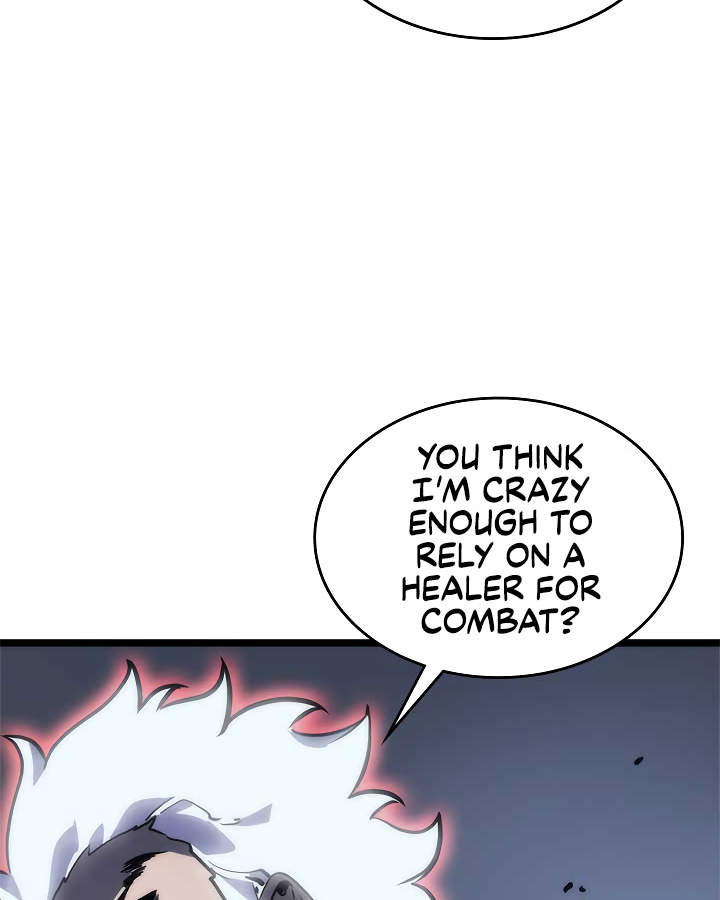 YOU THINK
I'M CRAZY
ENOUGH TO
RELY ON A
HEALER FOR
COMBAT?